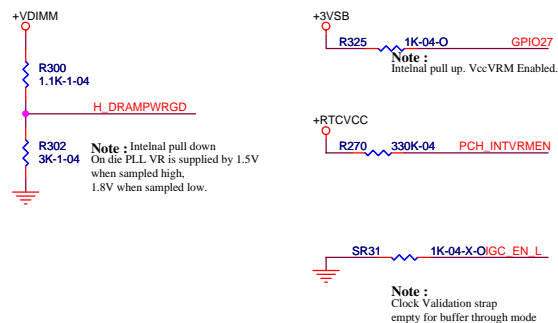 +VDIMM
R300
1.1K-1-04
H_DRAMPWRGD
R302
3K-1-04
Note : Intelnal pull down
On die PLL VR is supplied by 1.5V
when sampled high,
1.8V when sampled low.
+3VSB
R325 1K-04-O GPIO27
Note :
Intelnal pull up. VccVRM Enabled.
+RTCVCC
R270 330K-04 PCH_INTVRMEN
SR31 1K-04-X-O IGC_EN_L
Note :
Clock Validation strap
empty for buffer through mode